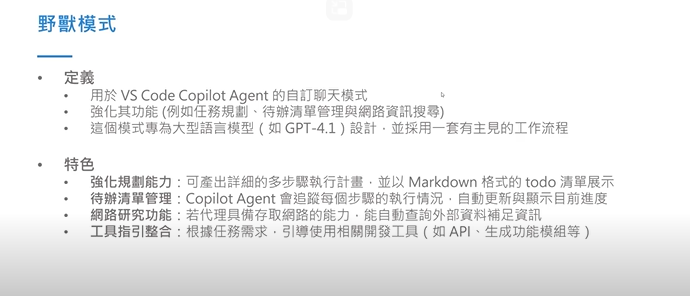 野獸模式
• 定義
• 用於 VS Code Copilot Agent 的自訂聊天模式
• 強化其功能 (例如任務規劃、待辦清單管理與網路資訊搜尋)
• 這個模式專為大型語言模型（如 GPT-4.1）設計，並採用一套有主見的工作流程
• 特色
• 強化規劃能力：可產出詳細的多步驟執行計畫，並以 Markdown 格式的 todo 清單展示
• 待辦清單管理：Copilot Agent 會追蹤每個步驟的執行情況，自動更新與顯示目前進度
• 網路研究功能：若代理具備存取網路的能力，能自動查詢外部資料補足資訊
• 工具指引整合：根據任務需求，引導使用相關開發工具（如 API、生成功能模組等）